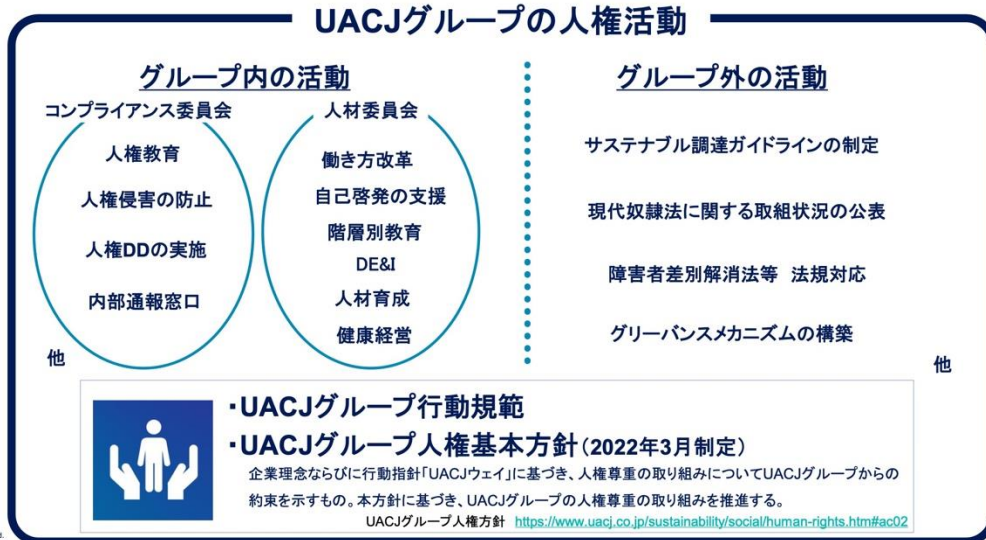 UACJグループの人権活動
グループ内の活動
コンプライアンス委員会
人権教育
人権侵害の防止
人権DDの実施
内部通報窓口
人材委員会
働き方改革
自己啓発の支援
階層別教育
DE&I
人材育成
健康経営
他
グループ外の活動
サステナブル調達ガイドラインの制定
現代奴隷法に関する取組状況の公表
障害者差別解消法等 法規対応
グリーバンスメカニズムの構築
他
・UACJグループ行動規範
・UACJグループ人権基本方針(2022年3月制定)
企業理念ならびに行動指針「UACJウェイ」に基づき、人権尊重の取り組みについてUACJグループからの
約束を示すもの。本方針に基づき、UACJグループの人権尊重の取り組みを推進する。
UACJグループ人権方針 https://www.uacj.co.jp/sustainability/social/human-rights.htm#ac02